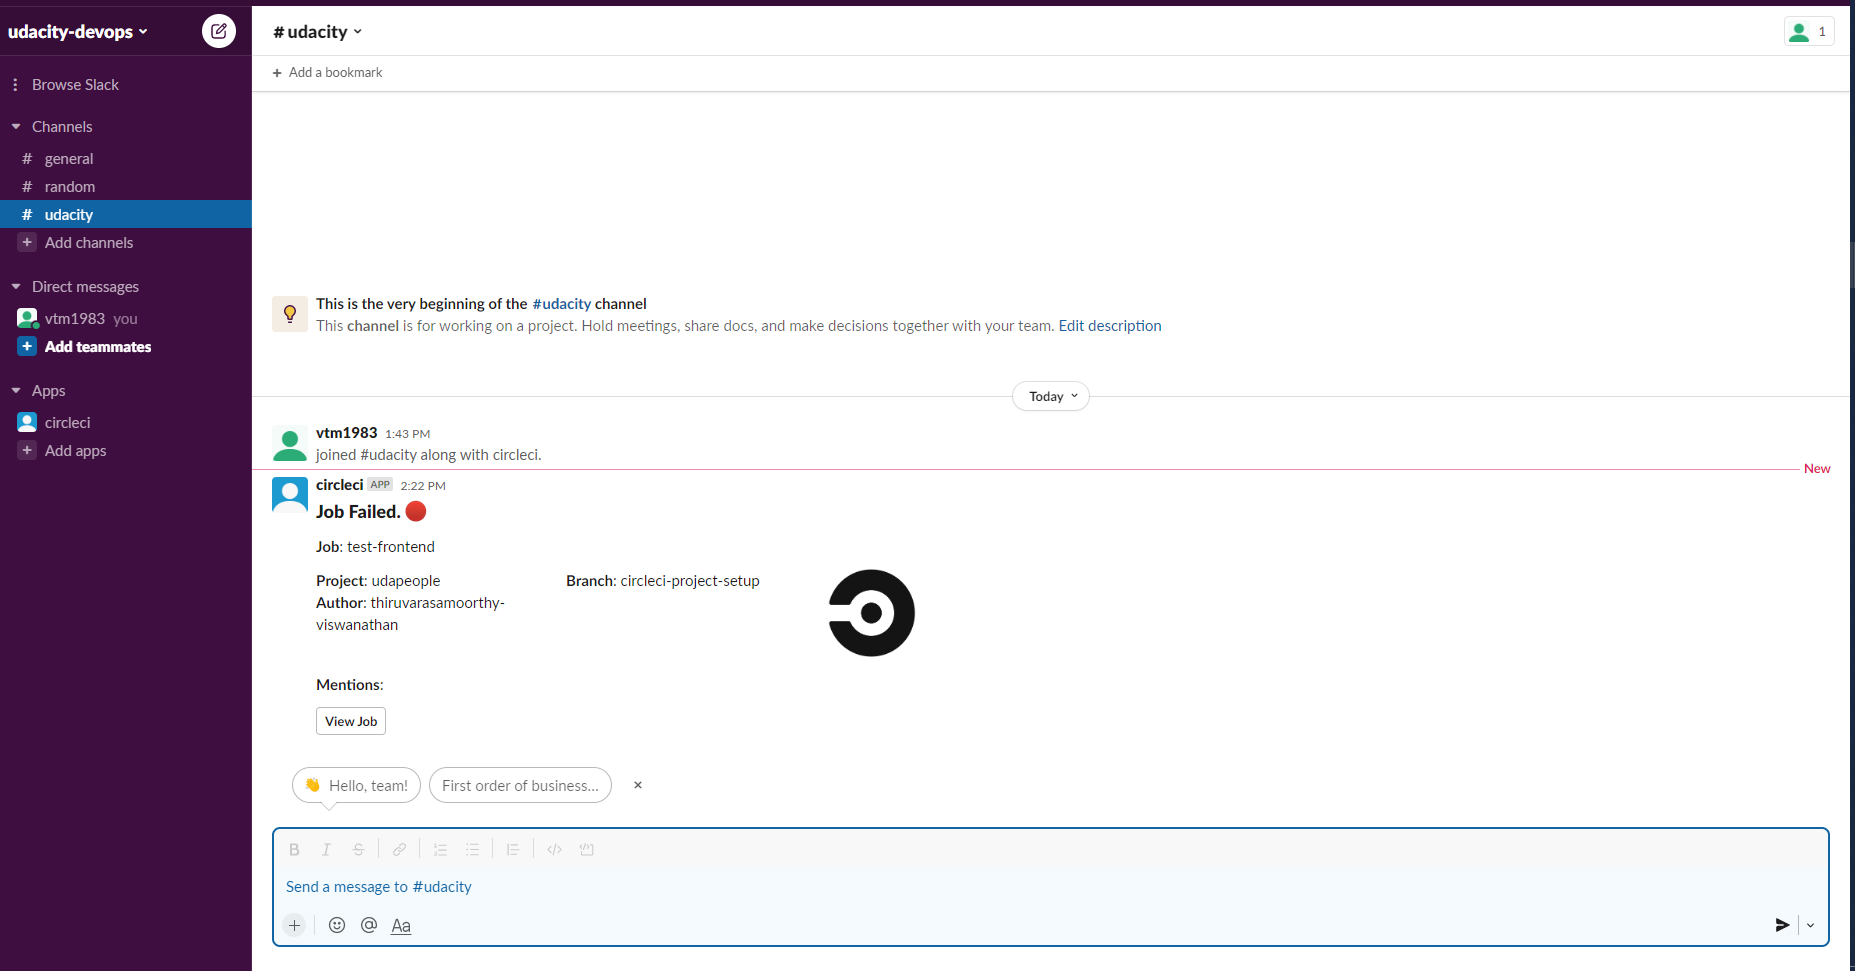 udacity-devops
Browse Slack
Channels
# general
# random
# udacity
+ Add channels
Direct messages
vtm1983 you
+ Add teammates
Apps
circleci
+ Add apps
# udacity
1
+ Add a bookmark
This is the very beginning of the #udacity channel
This channel is for working on a project. Hold meetings, share docs, and make decisions together with your team. Edit description
Today
vtm1983 1:43 PM
joined #udacity along with circleci.
New
circleci APP 2:22 PM
Job Failed.
Job: test-frontend
Project: udapeople
Author: thiruvarasamoorthy-
viswanathan
Branch: circleci-project-setup
Mentions:
View Job
Hello, team!
First order of business...
×
B I S
Send a message to #udacity
+ @ Aa